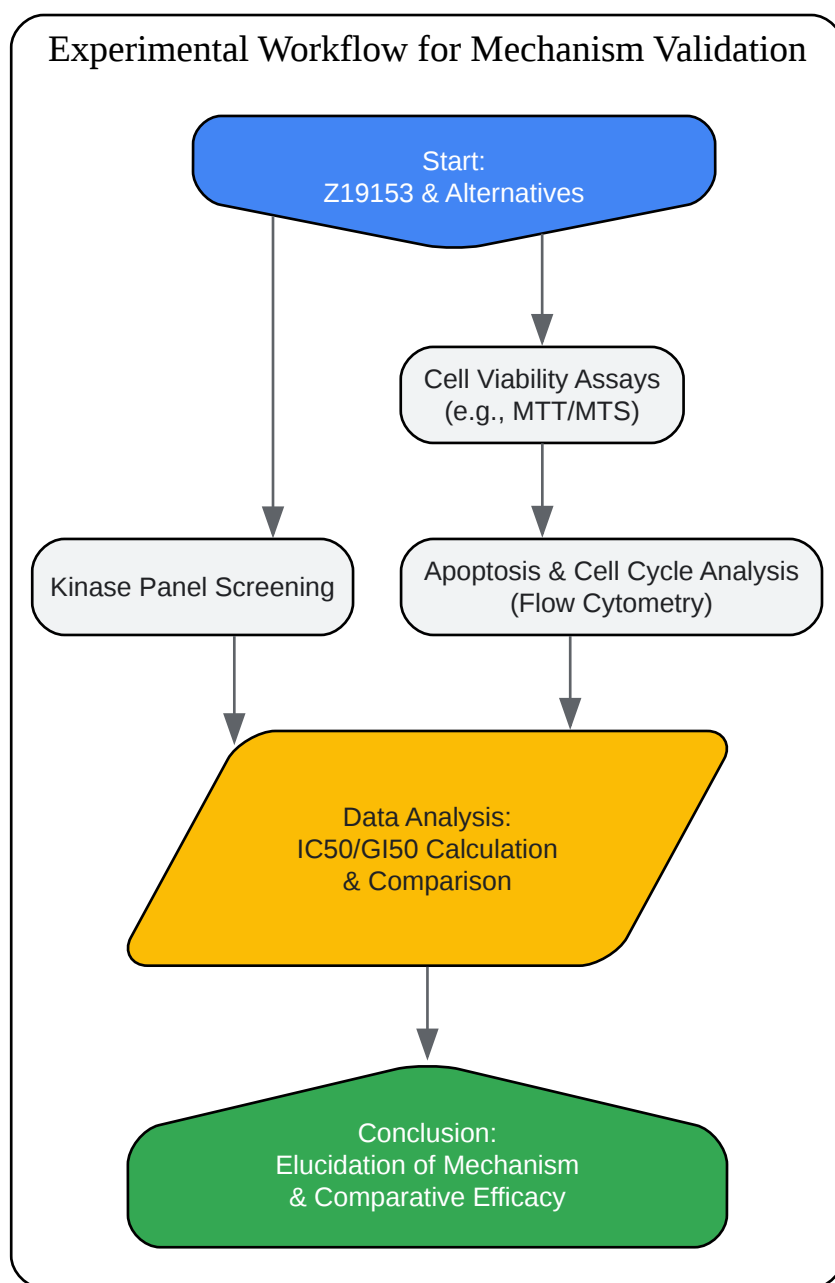 Experimental Workflow for Mechanism Validation
Start:
Z19153 & Alternatives
Cell Viability Assays
(e.g., MTT/MTS)
Kinase Panel Screening
Apoptosis & Cell Cycle Analysis
(Flow Cytometry)
Data Analysis:
IC50/GI50 Calculation
& Comparison
Conclusion:
Elucidation of Mechanism
& Comparative Efficacy